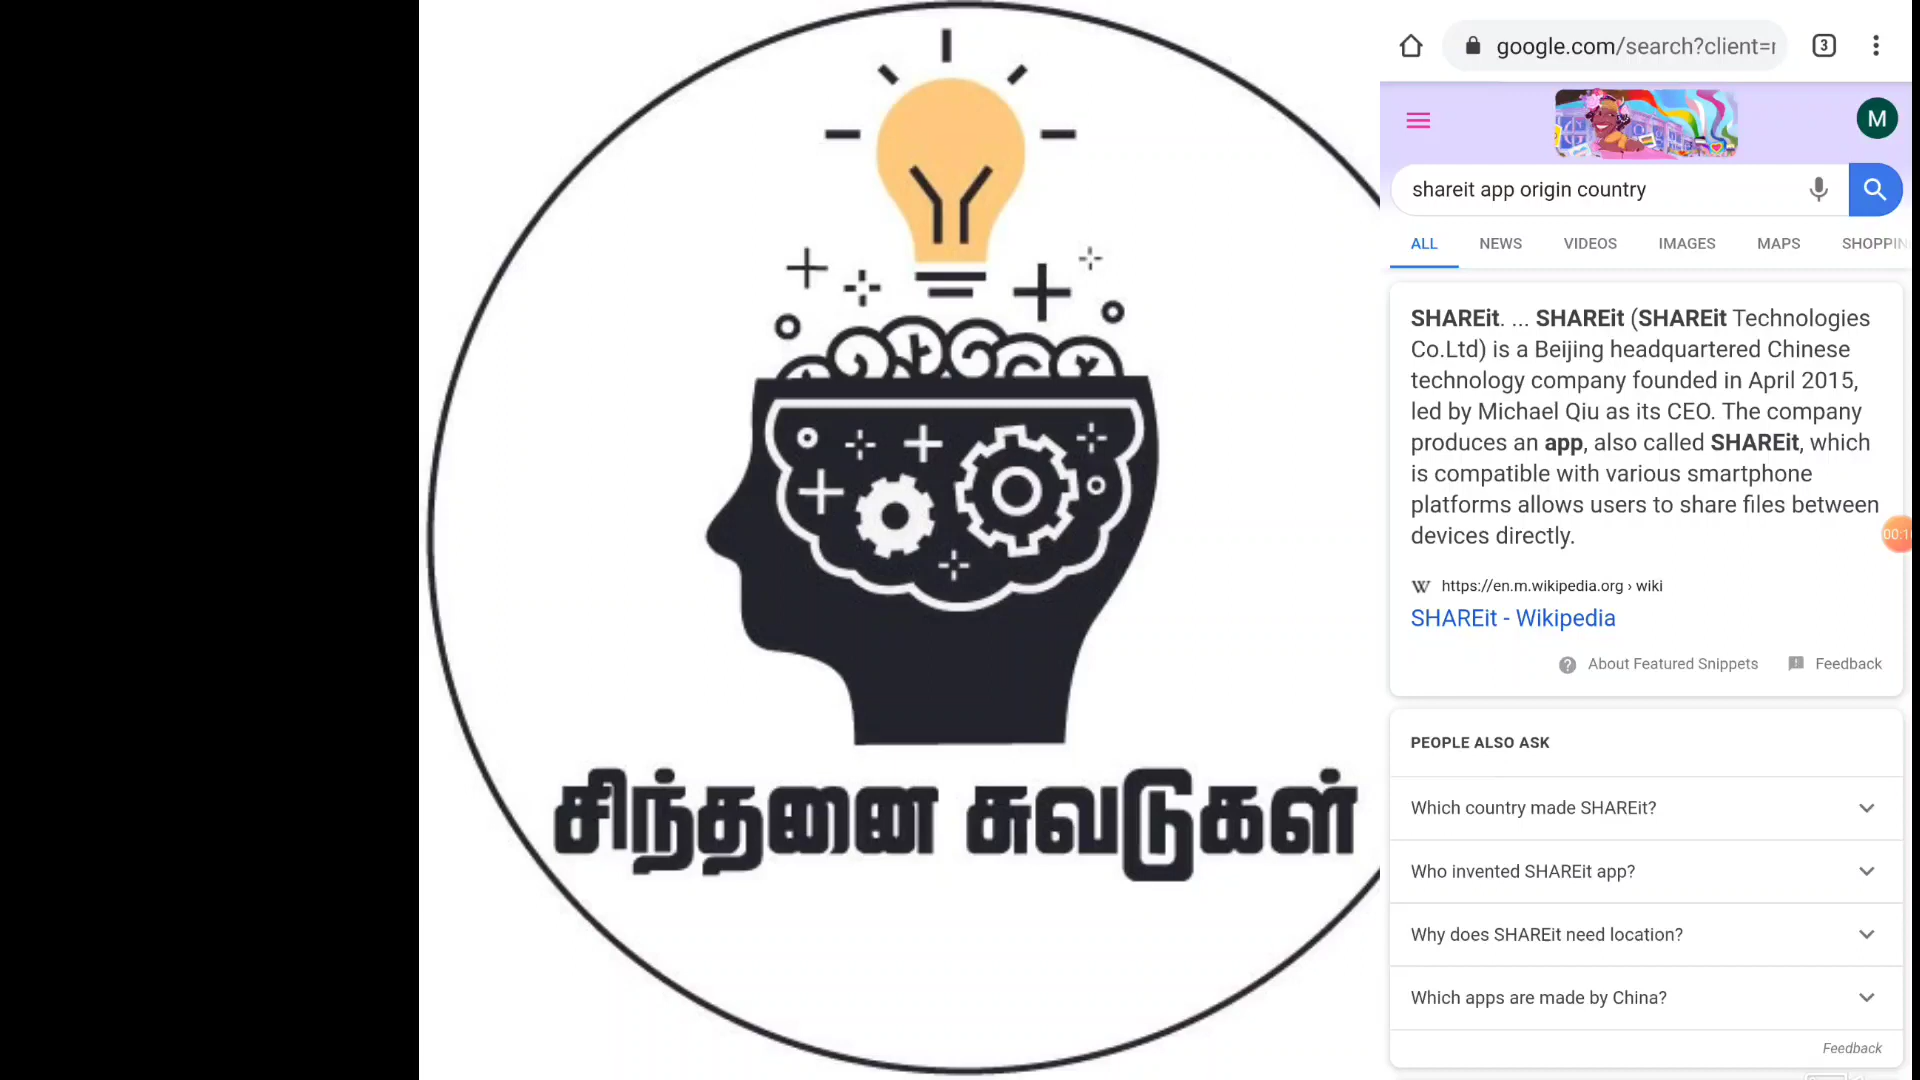 சிந்தனை சுவடுகள்
google.com/search?client=
3
M
shareit app origin country
ALL NEWS VIDEOS IMAGES MAPS SHOPPIN
SHAREit. ... SHAREit (SHAREit Technologies
Co.Ltd) is a Beijing headquartered Chinese
technology company founded in April 2015,
led by Michael Qiu as its CEO. The company
produces an app, also called SHAREit, which
is compatible with various smartphone
platforms allows users to share files between
devices directly.
W https://en.m.wikipedia.org › wiki
SHAREit - Wikipedia
About Featured Snippets Feedback
PEOPLE ALSO ASK
Which country made SHAREit?
Who invented SHAREit app?
Why does SHAREit need location?
Which apps are made by China?
Feedback